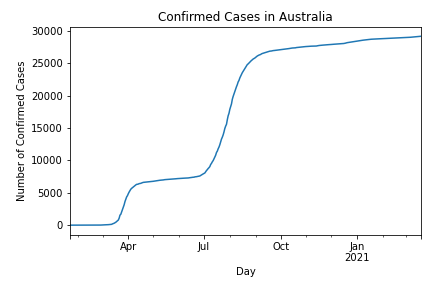 Confirmed Cases in Australia
Number of Confirmed Cases
30000
25000
20000
15000
10000
5000
0
Apr
Jul
Oct
Jan
2021
Day